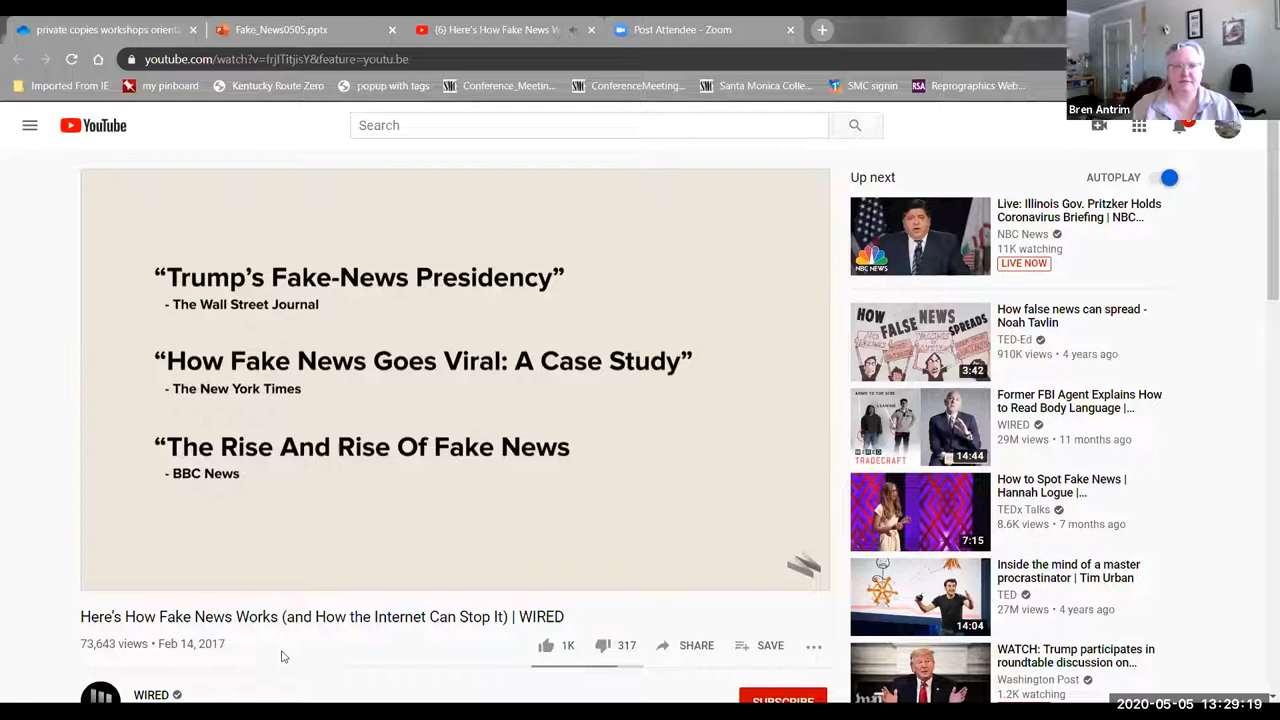 private copies workshops orient
Fake_News0505.pptx
(6) Here's How Fake News W
Post Attendee - Zoom
youtube.com/watch?v=frjITitjisY&feature=youtu.be
Imported From IE
my pinboard
Kentucky Route Zero
popup with tags
Conference_Meetin...
ConferenceMeeting...
Santa Monica Colle...
SMC signin
Reprographics Web...
Bren Antrim
YouTube
Search
“Trump’s Fake-News Presidency”
- The Wall Street Journal
“How Fake News Goes Viral: A Case Study”
- The New York Times
“The Rise And Rise Of Fake News
- BBC News
Here's How Fake News Works (and How the Internet Can Stop It) | WIRED
73,643 views • Feb 14, 2017
1K
317
SHARE
SAVE
WIRED
SUBSCRIBE
Up next
AUTOPLAY
NBC NEWS
Live: Illinois Gov. Pritzker Holds
Coronavirus Briefing | NBC...
NBC News
11K watching
LIVE NOW
HOW FALSE NEWS
SPREADS
3:42
How false news can spread -
Noah Tavlin
TED-Ed
910K views • 4 years ago
WIRED
TRADECRAFT
14:44
Former FBI Agent Explains How
to Read Body Language |...
WIRED
29M views • 11 months ago
7:15
How to Spot Fake News |
Hannah Logue |...
TEDx Talks
8.6K views • 7 months ago
14:04
Inside the mind of a master
procrastinator | Tim Urban
TED
27M views • 4 years ago
WATCH: Trump participates in
roundtable discussion on...
Washington Post
1.2K watching
2020-05-05 13:29:19